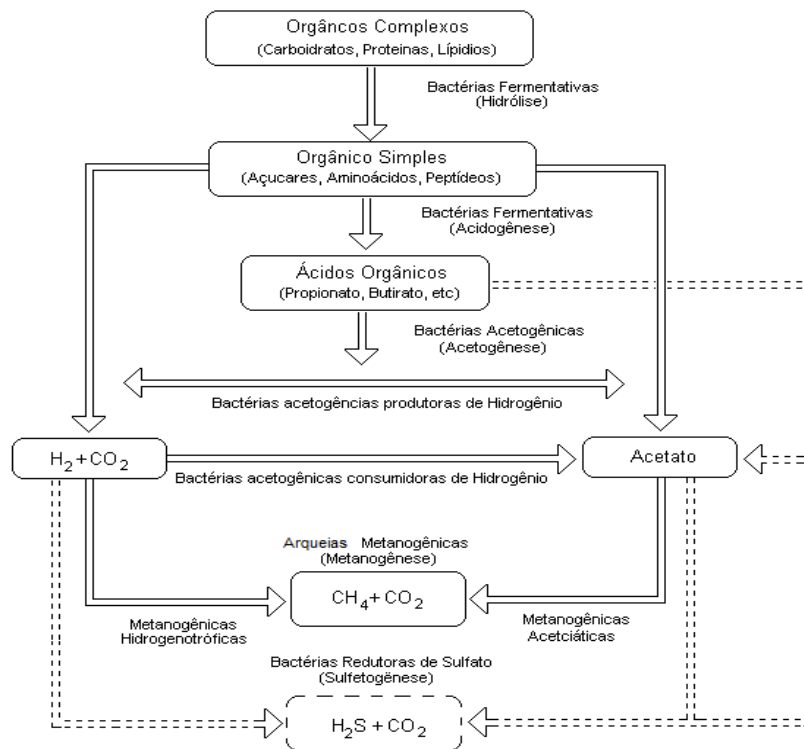 Orgâncos Complexos
(Carboidratos, Proteinas, Lípidios)
Bactérias Fermentativas
(Hidrólise)
Orgânico Simples
(Açucares, Aminoácidos, Peptídeos)
Bactérias Fermentativas
(Acidogênese)
Ácidos Orgânicos
(Propionato, Butirato, etc)
Bactérias Acetogênicas
(Acetogênese)
Bactérias acetogências produtoras de Hidrogênio
H₂+CO₂
Acetato
Bactérias acetogênicas consumidoras de Hidrogênio
Arqueias Metanogênicas
(Metanogênese)
CH₄+CO₂
Metanogênicas
Hidrogenotróficas
Metanogênicas
Acetciáticas
Bactérias Redutoras de Sulfato
(Sulfetogënese)
H₂S+CO₂